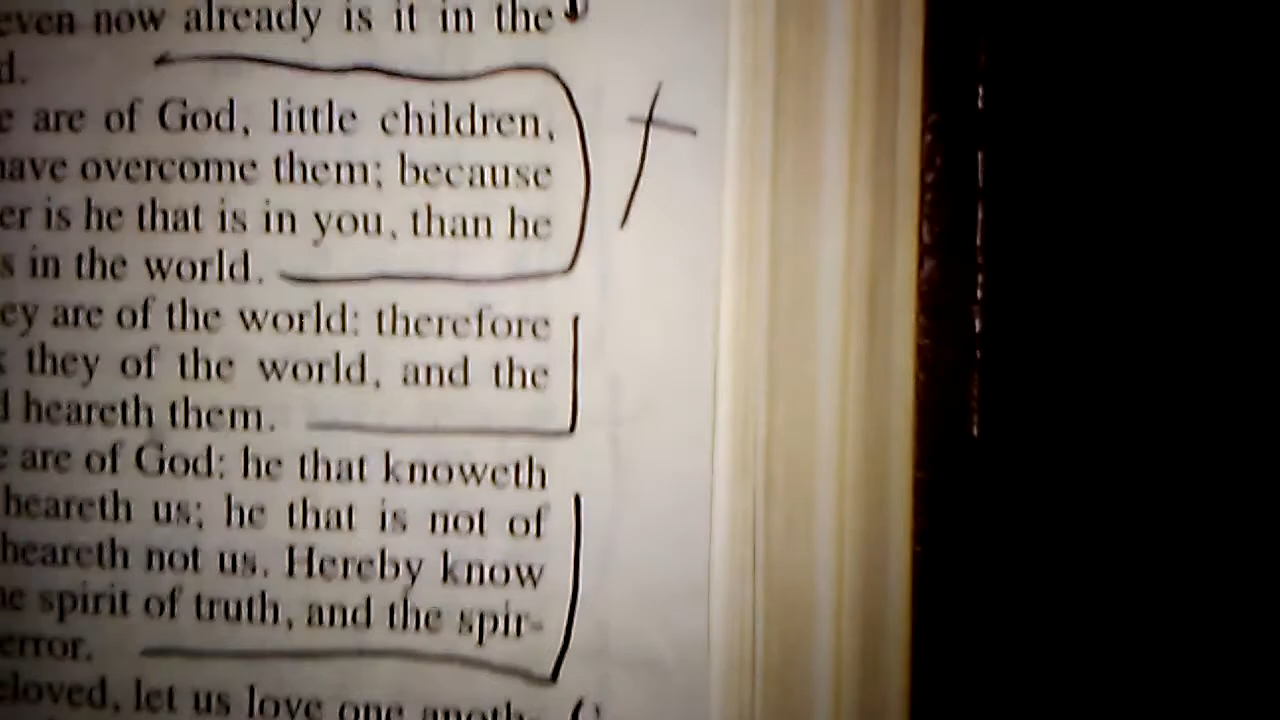 even now already is it in the
d.
e are of God, little children,
have overcome them; because
er is he that is in you, than he
s in the world.
ey are of the world: therefore
they of the world, and the
d heareth them.
e are of God: he that knoweth
heareth us; he that is not of
heareth not us. Hereby know
he spirit of truth, and the spir-
error.
eloved, let us love one anoth-